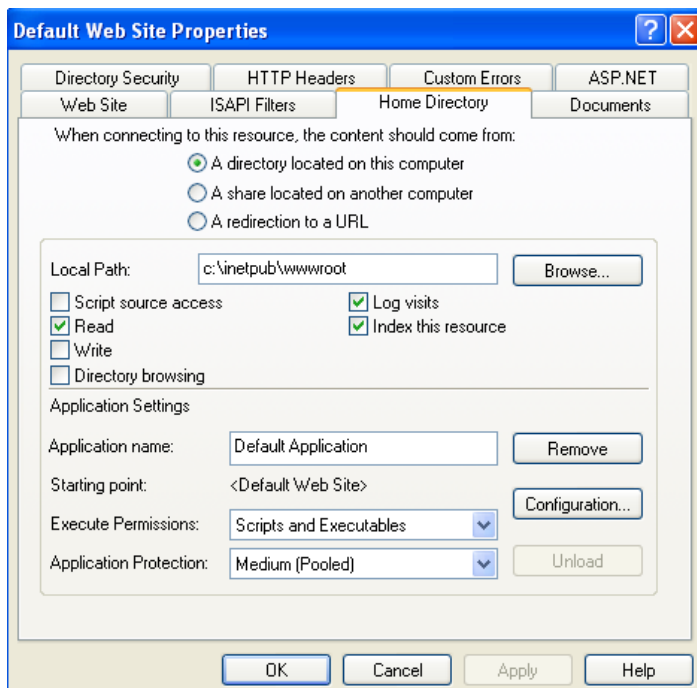 Default Web Site Properties
Directory Security HTTP Headers Custom Errors ASP.NET
Web Site ISAPI Filters Home Directory Documents
When connecting to this resource, the content should come from:
A directory located on this computer
A share located on another computer
A redirection to a URL
Local Path: c:\inetpub\wwwroot Browse...
Script source access Log visits
Read Index this resource
Write
Directory browsing
Application Settings
Application name: Default Application Remove
Starting point: <Default Web Site>
Configuration...
Execute Permissions: Scripts and Executables
Application Protection: Medium (Pooled) Unload
OK Cancel Apply Help